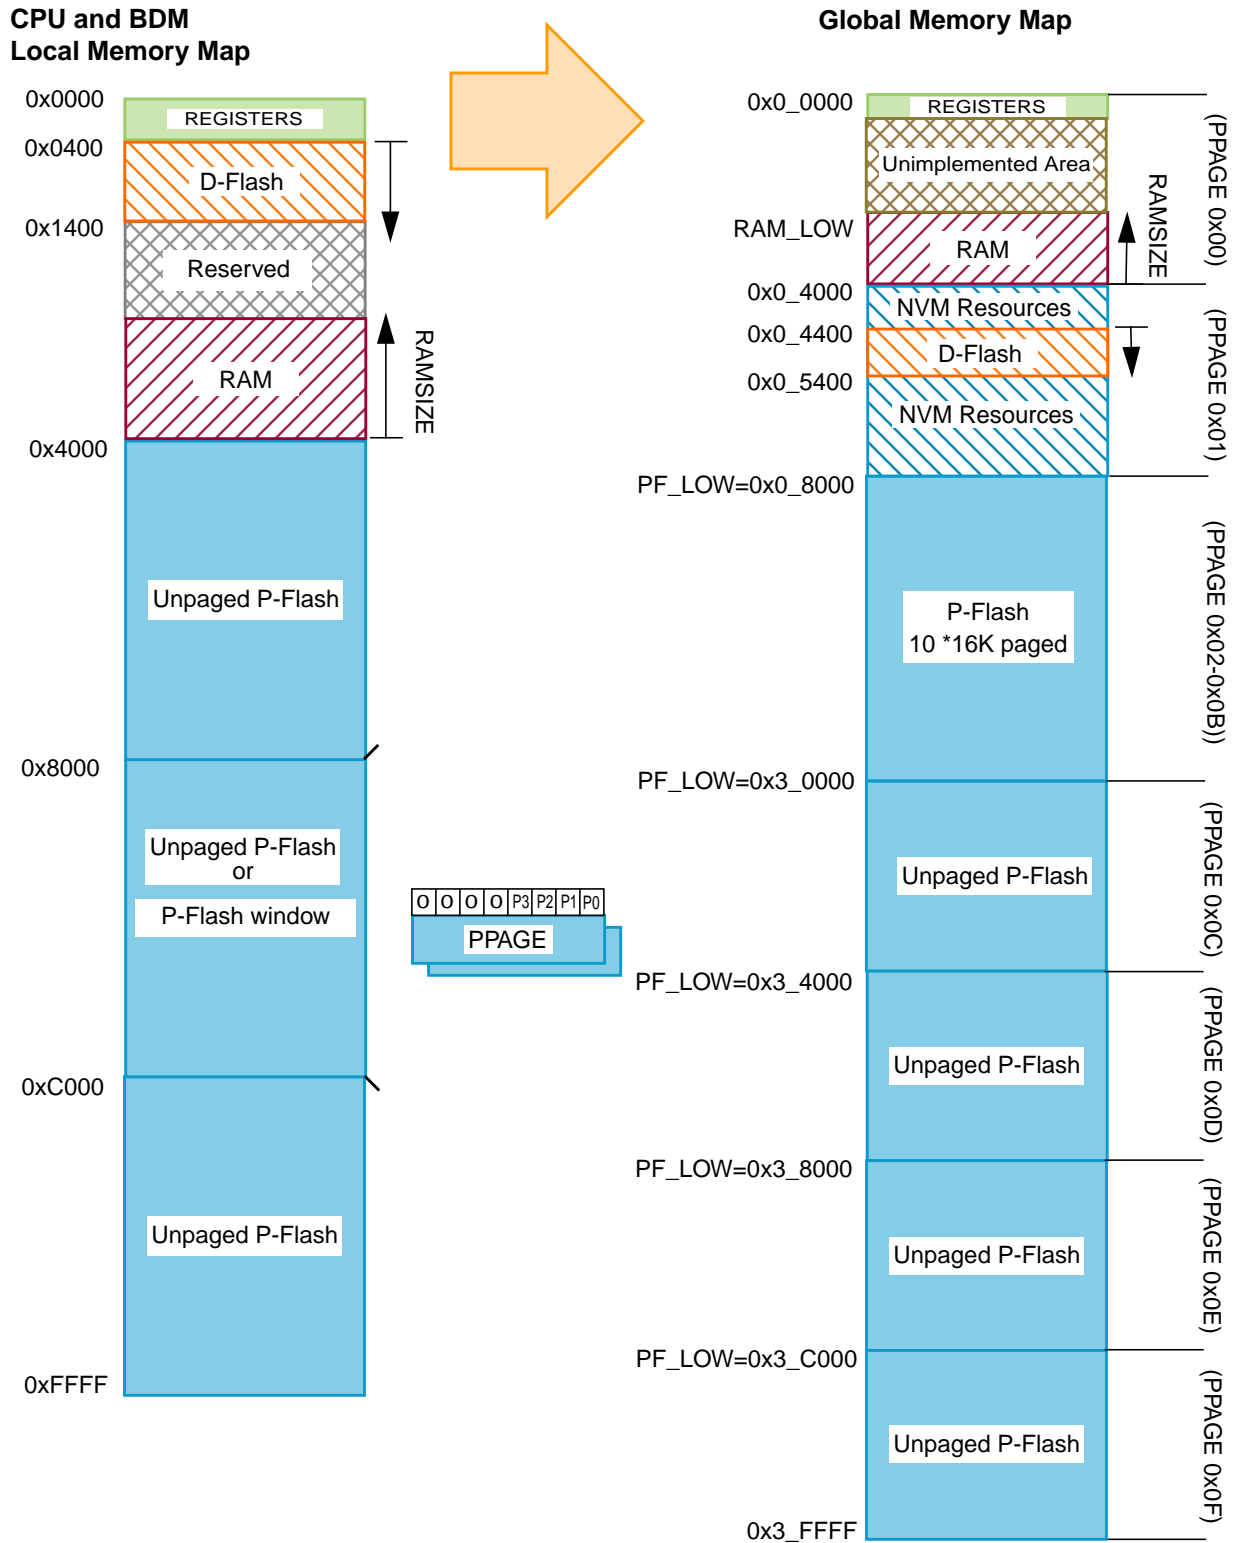 CPU and BDM
Local Memory Map
0x0000
REGISTERS
0x0400
D-Flash
0x1400
Reserved
RAM
RAMSIZE
0x4000
Unpaged P-Flash
0x8000
Unpaged P-Flash
or
P-Flash window
0xC000
Unpaged P-Flash
0xFFFF
0 0 0 0 P3 P2 P1 P0
PPAGE
Global Memory Map
0x0_0000
REGISTERS
Unimplemented Area
RAM_LOW
RAM
RAMSIZE
(PPAGE 0x00)
0x0_4000
NVM Resources
0x0_4400
D-Flash
0x0_5400
NVM Resources
(PPAGE 0x01)
PF_LOW=0x0_8000
P-Flash
10 *16K paged
(PPAGE 0x02-0x0B))
PF_LOW=0x3_0000
Unpaged P-Flash
(PPAGE 0x0C)
PF_LOW=0x3_4000
Unpaged P-Flash
(PPAGE 0x0D)
PF_LOW=0x3_8000
Unpaged P-Flash
(PPAGE 0x0E)
PF_LOW=0x3_C000
Unpaged P-Flash
(PPAGE 0x0F)
0x3_FFFF